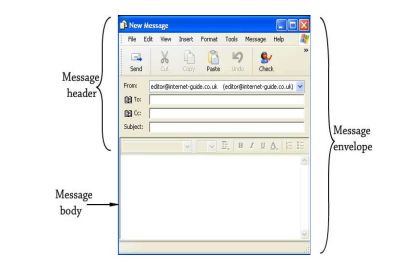 New Message
File Edit View Insert Format Tools Message Help
Send Cut Copy Paste Undo Check
From: editor@internet-guide.co.uk (editor@internet-guide.co.uk)
To:
Cc:
Subject:
B I U A
Message
header
Message
envelope
Message
body